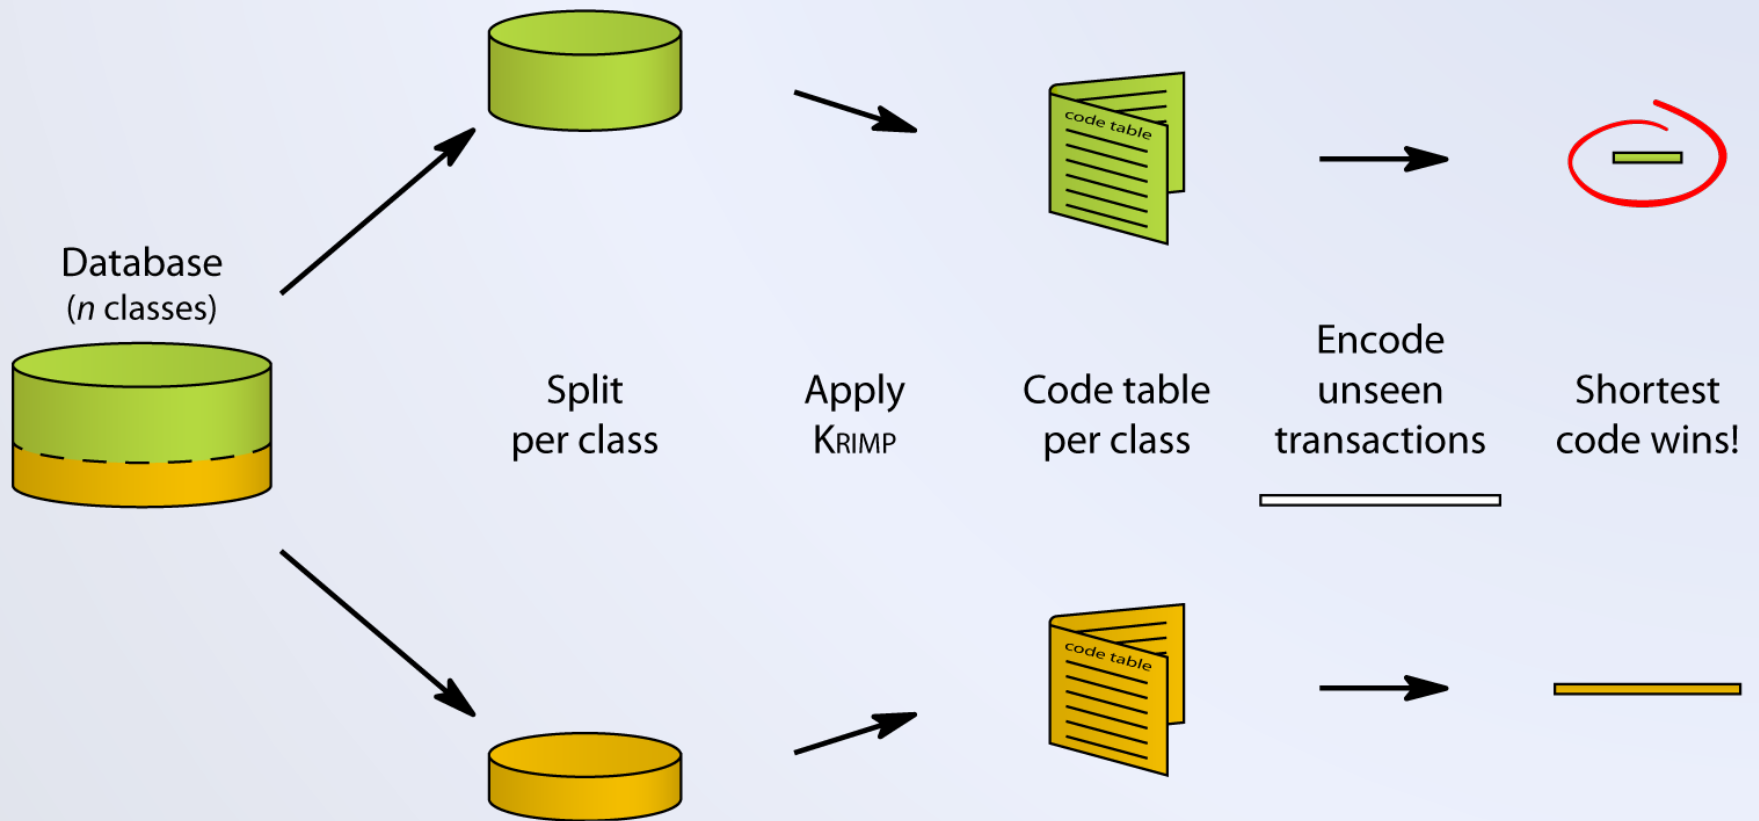 Database
(n classes)
Split
per class
Apply
KRIMP
code table
Code table
per class
code table
Encode
unseen
transactions
Shortest
code wins!